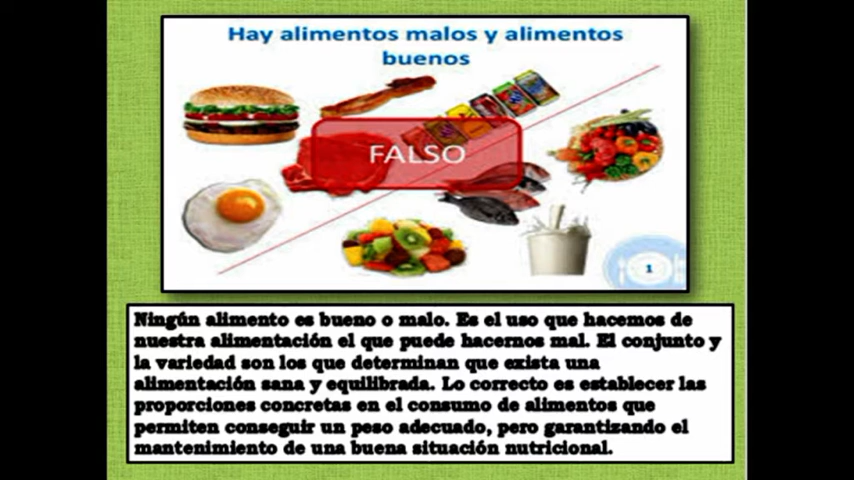 Hay alimentos malos y alimentos
buenos
FALSO
1
Ningún alimento es bueno o malo. Es el uso que hacemos de
nuestra alimentación el que puede hacernos mal. El conjunto y
la variedad son los que determinan que exista una
alimentación sana y equilibrada. Lo correcto es establecer las
proporciones concretas en el consumo de alimentos que
permiten conseguir un peso adecuado, pero garantizando el
mantenimiento de una buena situación nutricional.